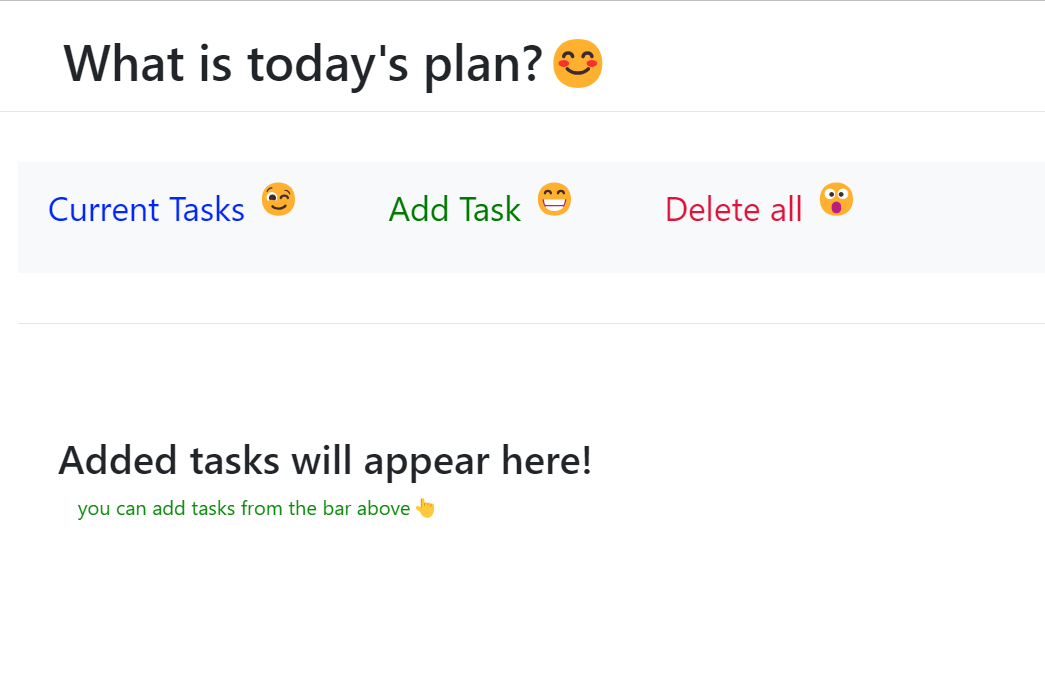 What is today's plan?😊
Current Tasks 😉 Add Task 😁 Delete all 😲
Added tasks will appear here!
you can add tasks from the bar above👆